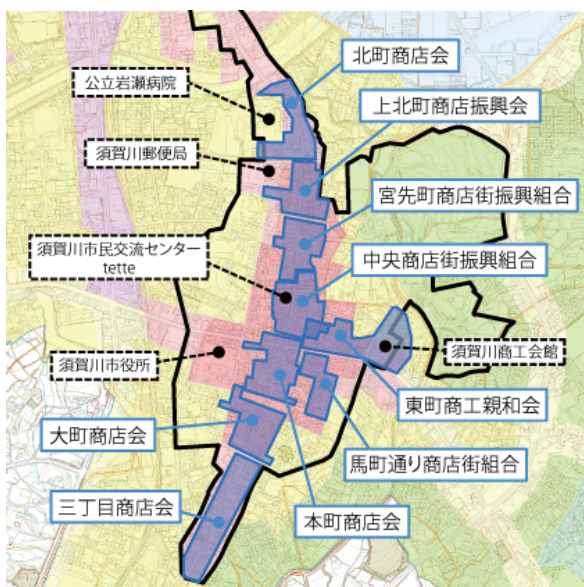 北町商店会
公立岩瀬病院
上北町商店振興会
須賀川郵便局
宮先町商店街振興組合
須賀川市民交流センター
tette
中央商店街振興組合
須賀川市役所
須賀川商工会館
東町商工親和会
大町商店会
馬町通り商店街組合
三丁目商店会
本町商店会